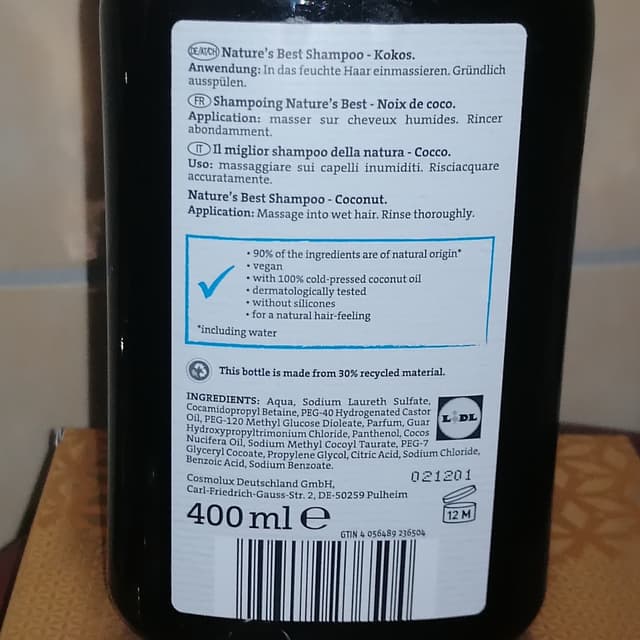 DE/AT/CH Nature's Best Shampoo - Kokos.
Anwendung: In das feuchte Haar einmassieren. Gründlich
ausspülen.
FR Shampoing Nature's Best - Noix de coco.
Application: masser sur cheveux humides. Rincer
abondamment.
IT Il miglior shampoo della natura - Cocco.
Uso: massaggiare sui capelli inumiditi. Risciacquare
accuratamente.
Nature's Best Shampoo - Coconut.
Application: Massage into wet hair. Rinse thoroughly.
• 90% of the ingredients are of natural origin*
• vegan
• with 100% cold-pressed coconut oil
• dermatologically tested
• without silicones
• for a natural hair-feeling
*including water
This bottle is made from 30% recycled material.
INGREDIENTS: Aqua, Sodium Laureth Sulfate,
Cocamidopropyl Betaine, PEG-40 Hydrogenated Castor
Oil, PEG-120 Methyl Glucose Dioleate, Parfum, Guar
Hydroxypropyltrimonium Chloride, Panthenol, Cocos
Nucifera Oil, Sodium Methyl Cocoyl Taurate, PEG-7
Glyceryl Cocoate, Propylene Glycol, Citric Acid, Sodium Chloride,
Benzoic Acid, Sodium Benzoate.
LIDL
Cosmolux Deutschland GmbH,
Carl-Friedrich-Gauss-Str. 2, DE-50259 Pulheim
021201
400 ml e
12 M
GTIN 4 056489 236504